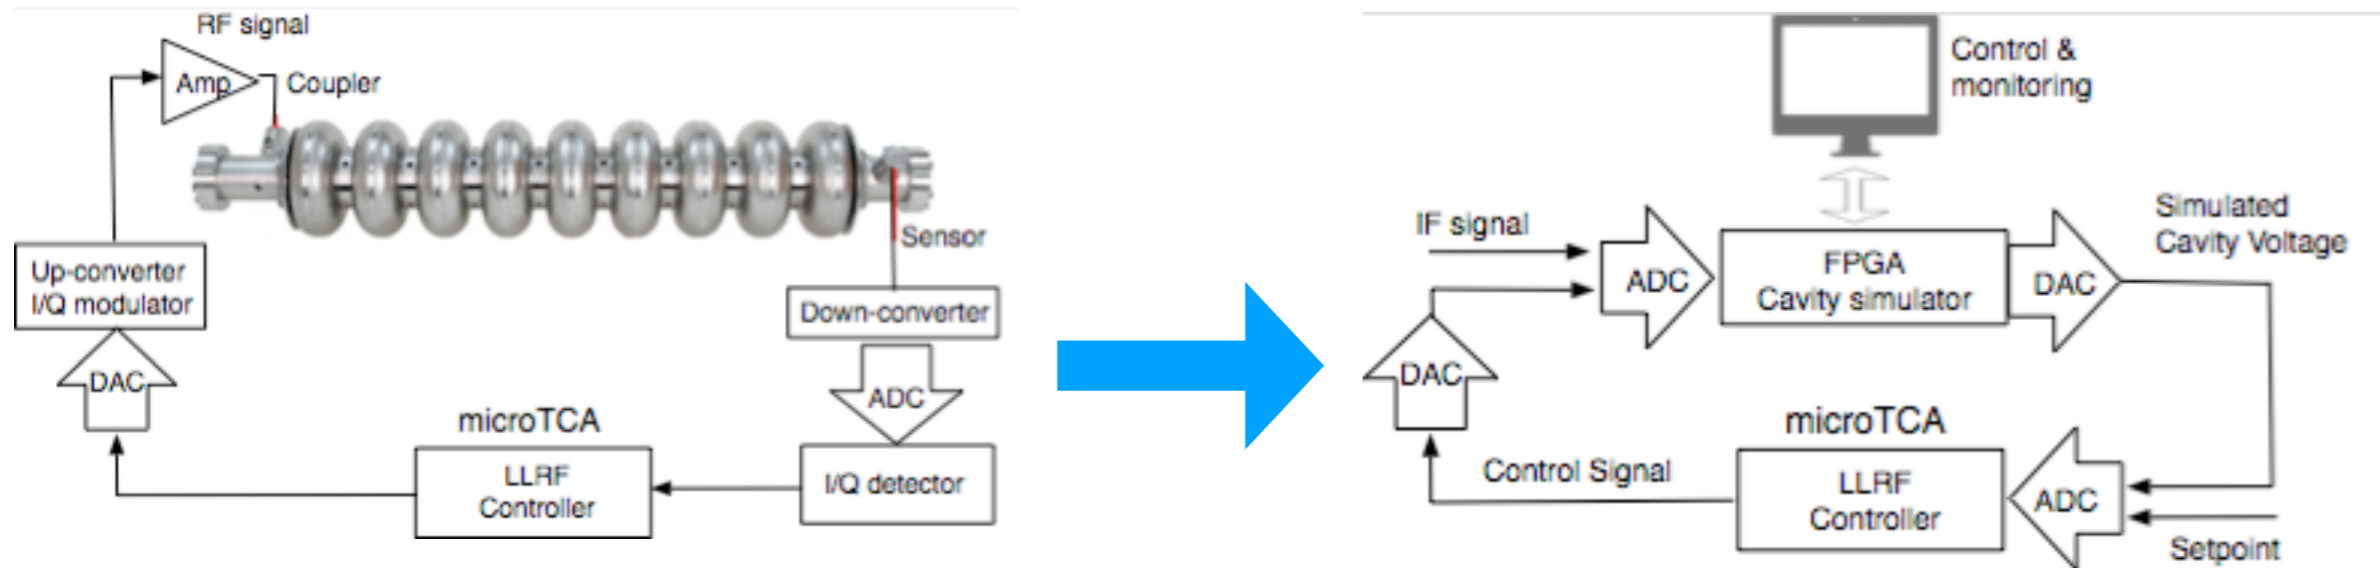 RF signal
Amp
Coupler
Sensor
Up-converter
I/Q modulator
Down-converter
DAC
ADC
microTCA
LLRF
Controller
I/Q detector
Control &
monitoring
IF signal
Simulated
Cavity Voltage
ADC
FPGA
Cavity simulator
DAC
DAC
microTCA
Control Signal
LLRF
Controller
ADC
Setpoint